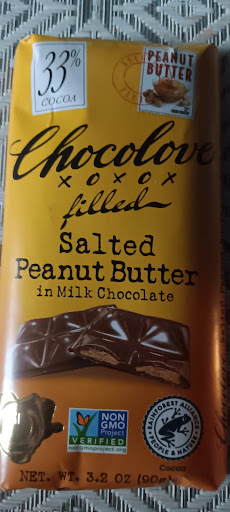 33%
COCOA
PEANUT
BUTTER
Chocolove
xoxox
filled
Salted
Peanut Butter
in Milk Chocolate
NON
GMO
Project
VERIFIED
nongmoproject.org
RAINFOREST ALLIANCE
PEOPLE & NATURE
Cocoa
NET. WT. 3.2 OZ (90g)